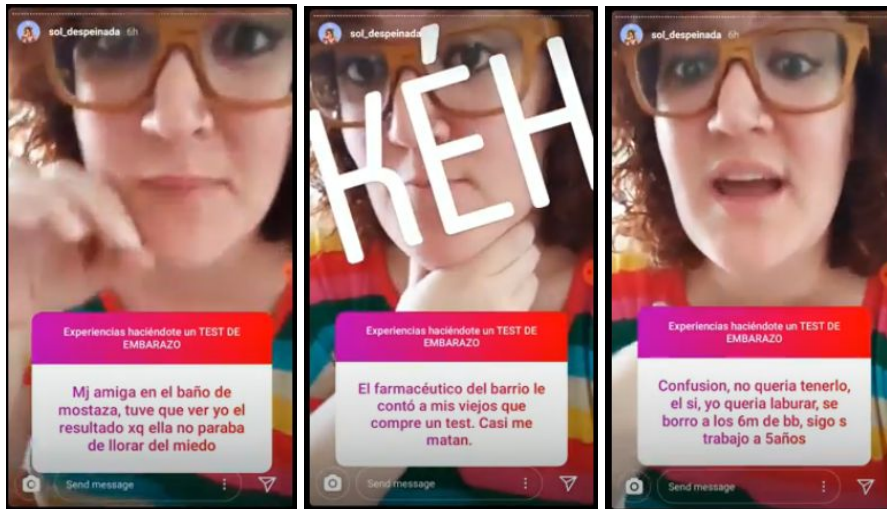 sol_despeinada 6h
Experiencias haciéndote un TEST DE
EMBARAZO
Mj amiga en el baño de
mostaza, tuve que ver yo el
resultado xq ella no paraba
de llorar del miedo
Send message
sol_despeinada
KÉH
Experiencias haciéndote un TEST DE
EMBARAZO
El farmacéutico del barrio le
contó a mis viejos que
compre un test. Casi me
matan.
Send message
sol_despeinada 6h
Experiencias haciéndote un TEST DE
EMBARAZO
Confusion, no queria tenerlo,
el si, yo queria laburar, se
borro a los 6m de bb, sigo s
trabajo a 5años
Send message